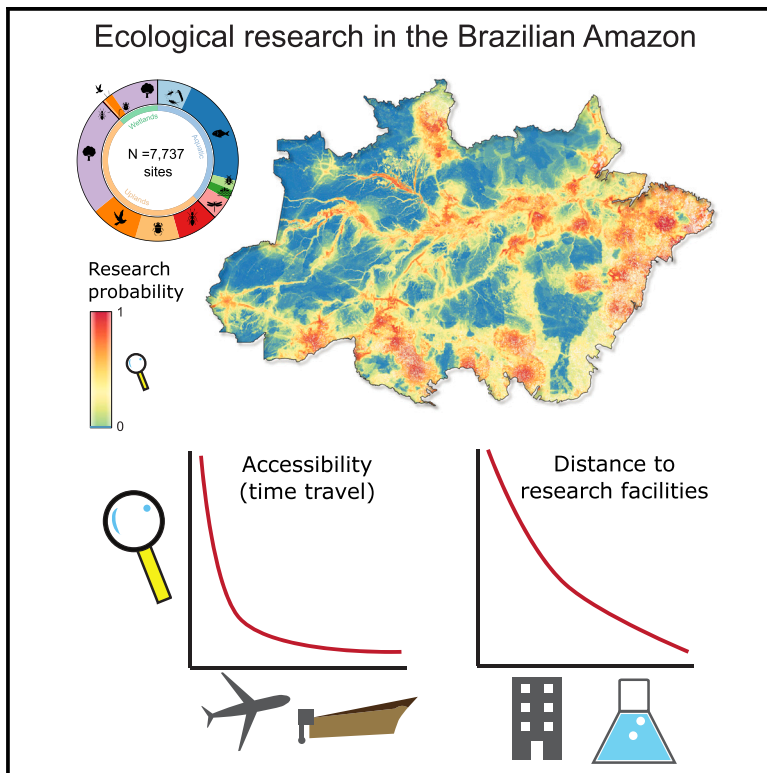 Ecological research in the Brazilian Amazon
Wetlands
Aquatic
Uplands
N =7,737
sites
Research
probability
1
0
Accessibility
(time travel)
Distance to
research facilities